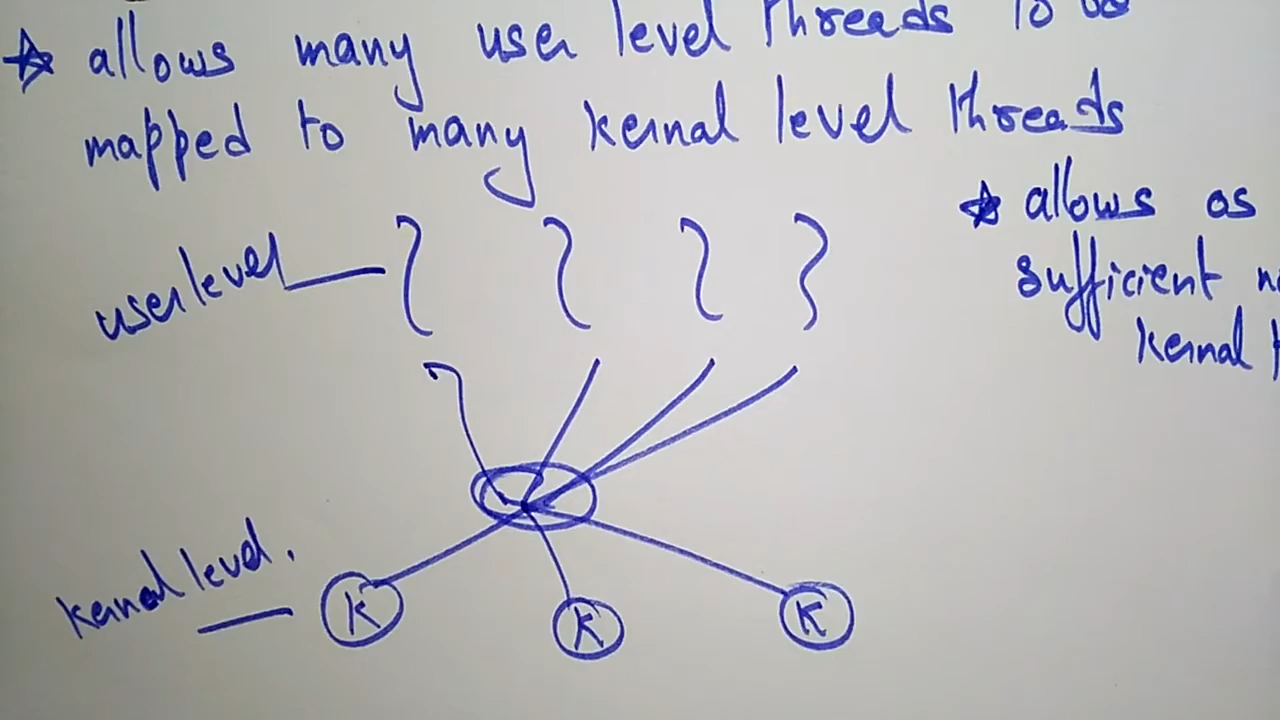 ☆ allows many user level threads to
mapped to many kernal level threads
☆ allows os
sufficient
kernal
userlevel
kernal level.
K K K